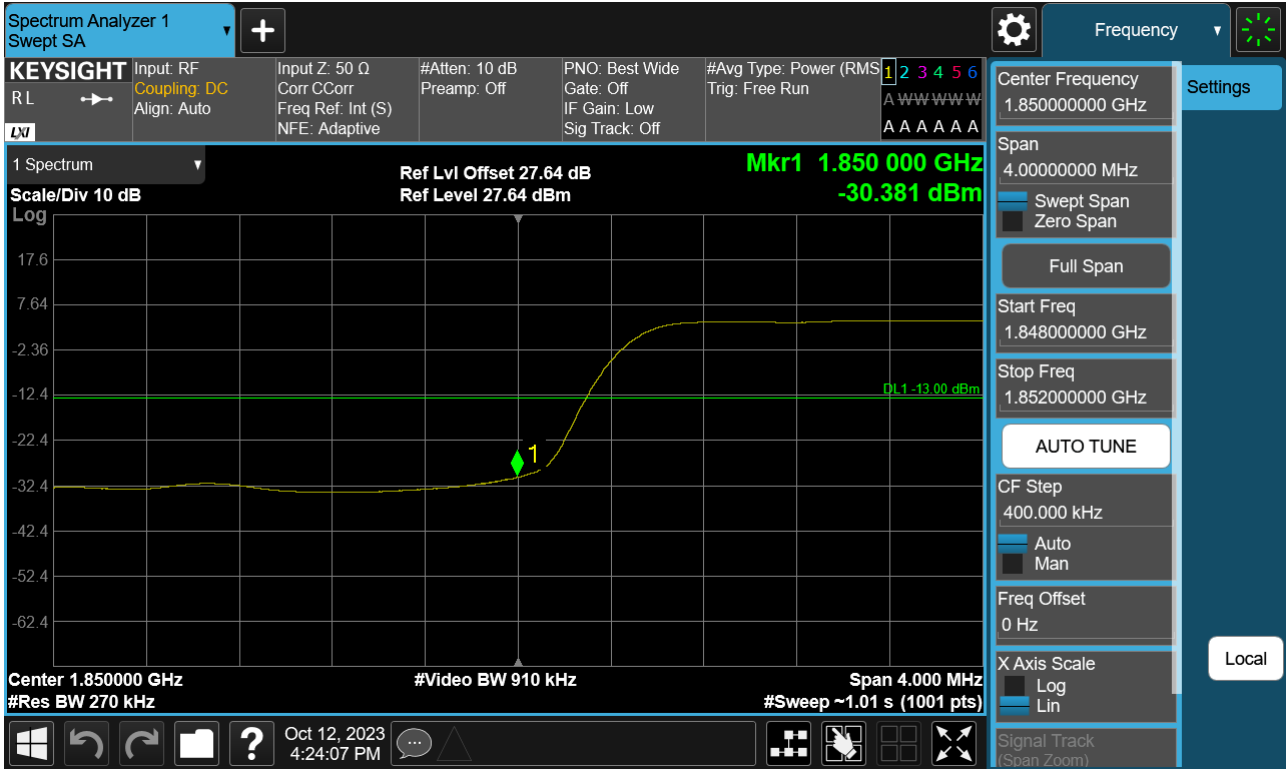 Spectrum Analyzer 1
Swept SA
Frequency
KEYSIGHT
R L
LXI
Input: RF
Coupling: DC
Align: Auto
Input Z: 50 Ω
Corr CCorr
Freq Ref: Int (S)
NFE: Adaptive
#Atten: 10 dB
Preamp: Off
PNO: Best Wide
Gate: Off
IF Gain: Low
Sig Track: Off
#Avg Type: Power (RMS
Trig: Free Run
1 2 3 4 5 6
A W W W W W
A A A A A A
1 Spectrum
Scale/Div 10 dB
Log
Ref Lvl Offset 27.64 dB
Ref Level 27.64 dBm
Mkr1 1.850 000 GHz
-30.381 dBm
17.6
7.64
-2.36
-12.4
-22.4
-32.4
-42.4
-52.4
-62.4
DL1 -13.00 dBm
1
Center 1.85000 GHz
#Res BW 270 kHz
#Video BW 910 kHz
Span 4.000 MHz
#Sweep ~1.01 s (1001 pts)
Center Frequency
1.850000000 GHz
Span
4.00000000 MHz
Swept Span
Zero Span
Full Span
Start Freq
1.848000000 GHz
Stop Freq
1.852000000 GHz
AUTO TUNE
CF Step
400.000 kHz
Auto
Man
Freq Offset
0 Hz
X Axis Scale
Log
Lin
Signal Track
(Span Zoom)
Settings
Local
?
Oct 12, 2023
4:24:07 PM